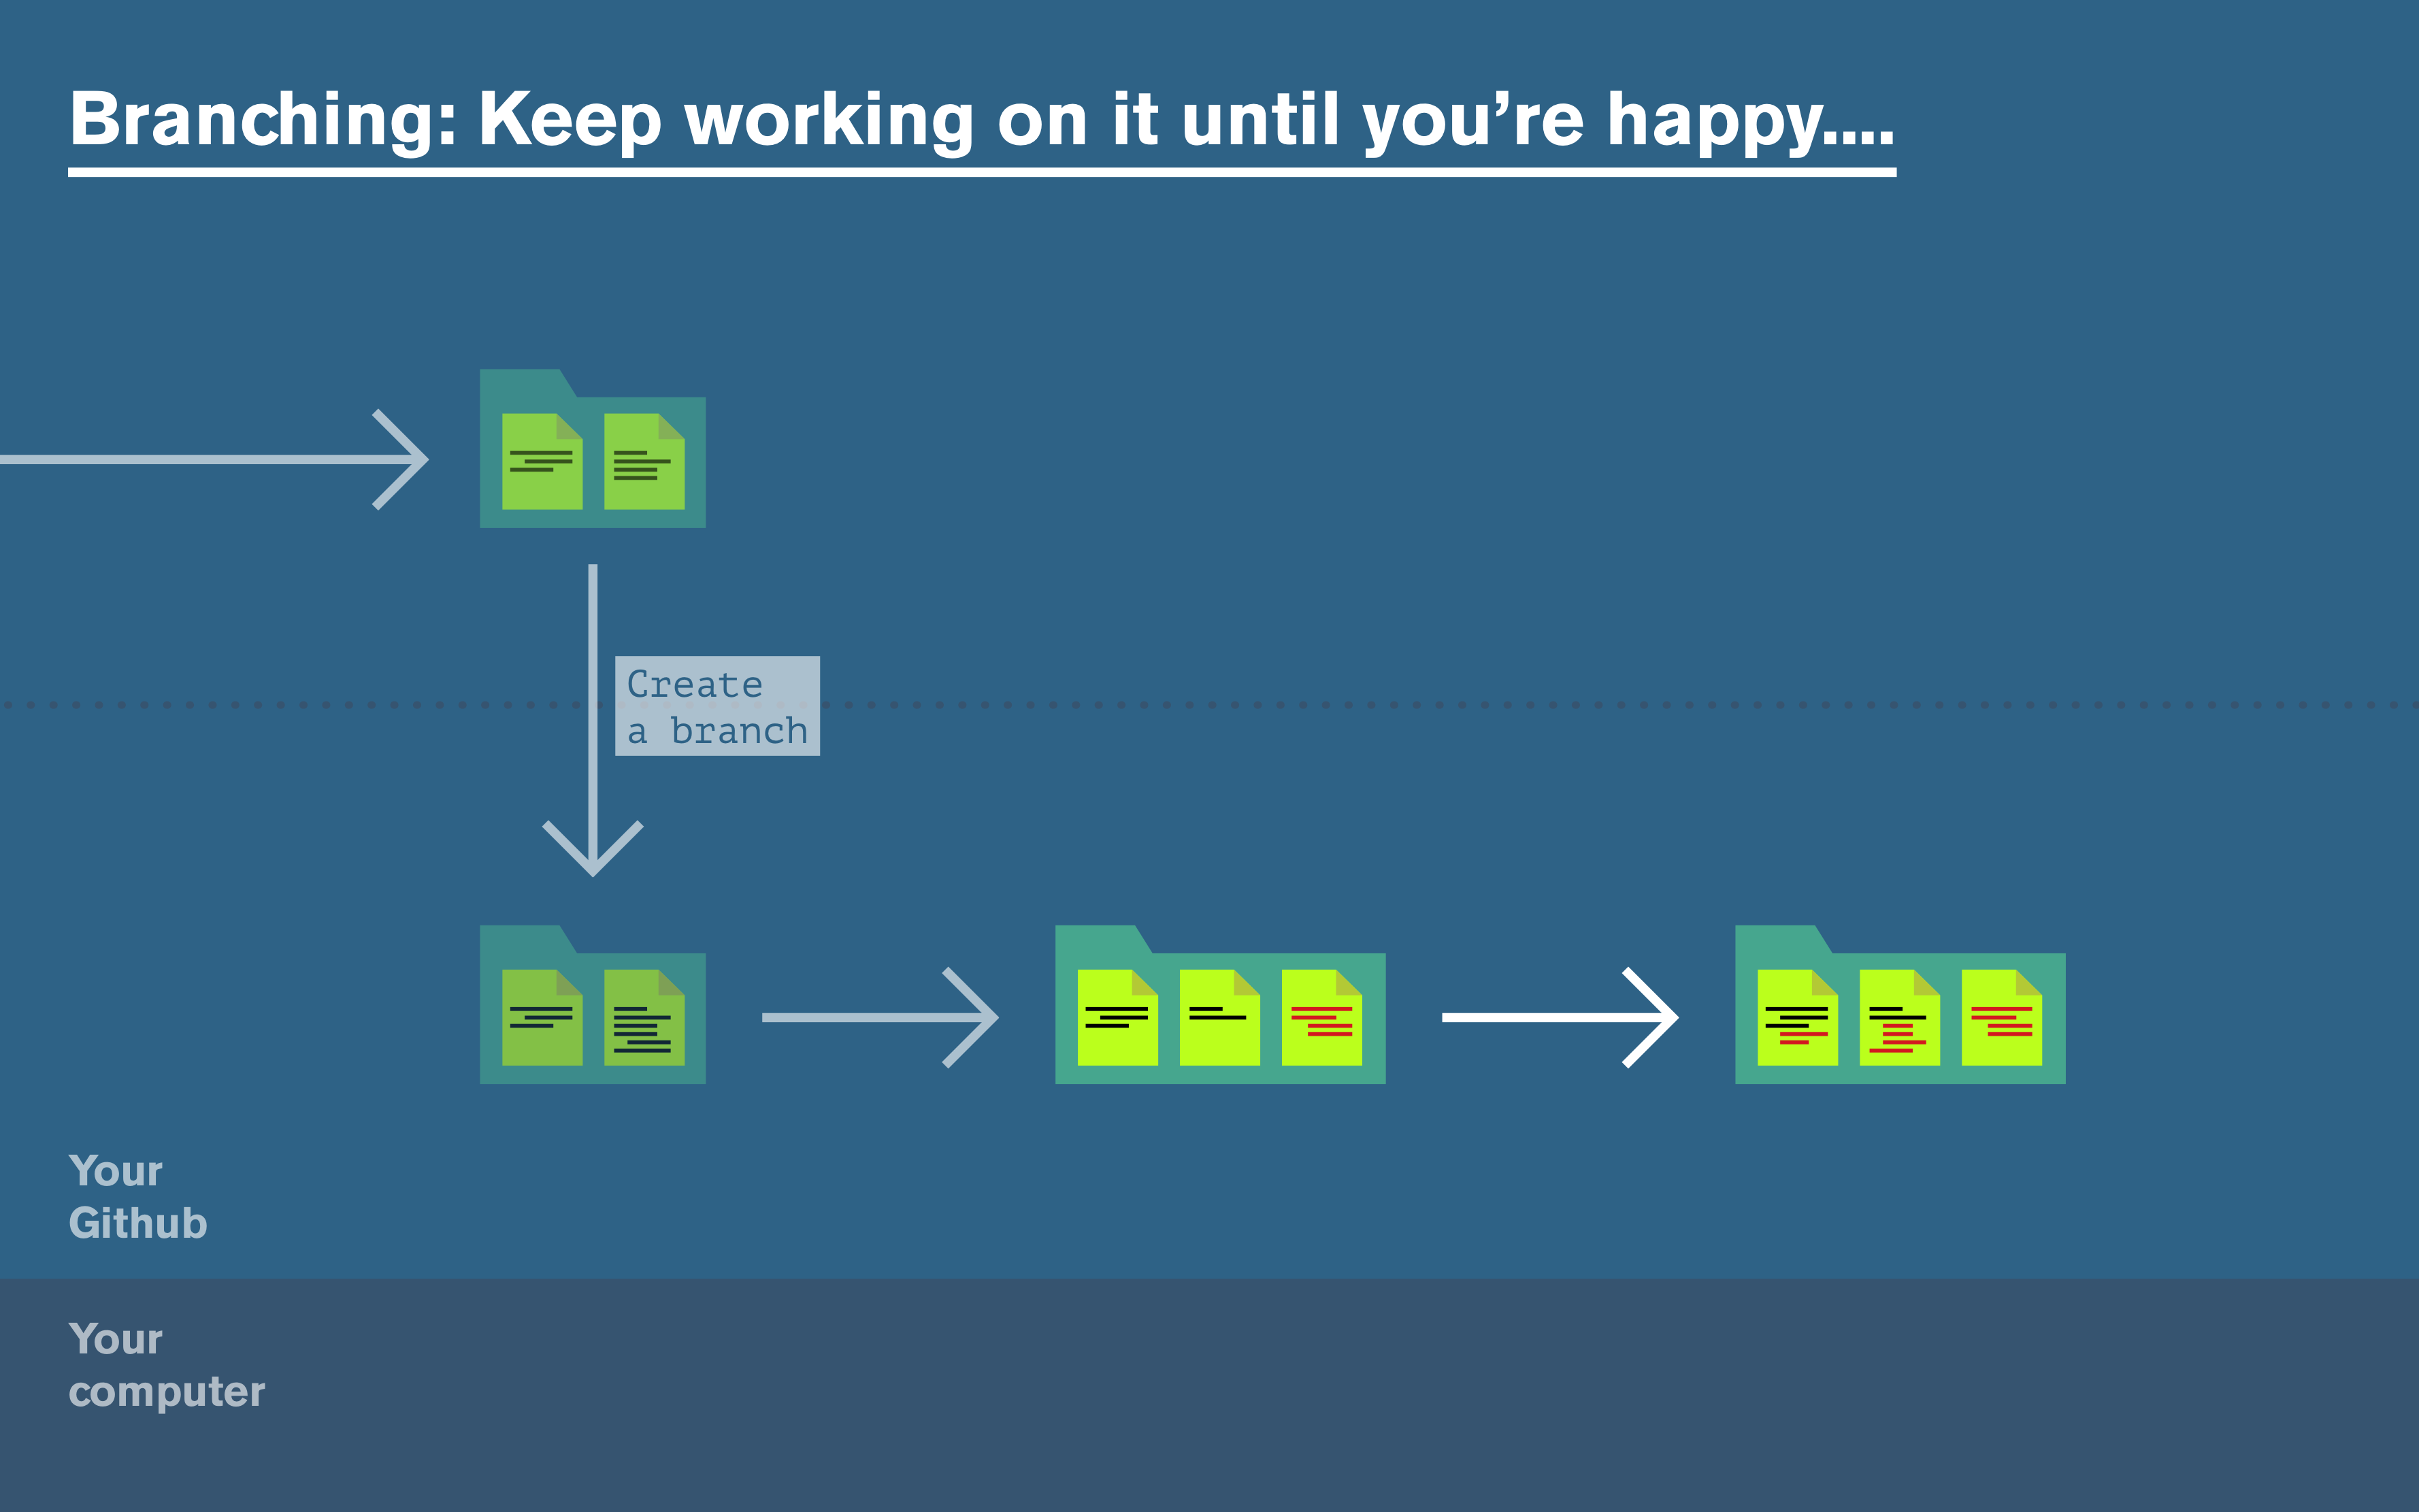 Branching: Keep working on it until you’re happy....
Create
a branch
Your
Github
Your
computer